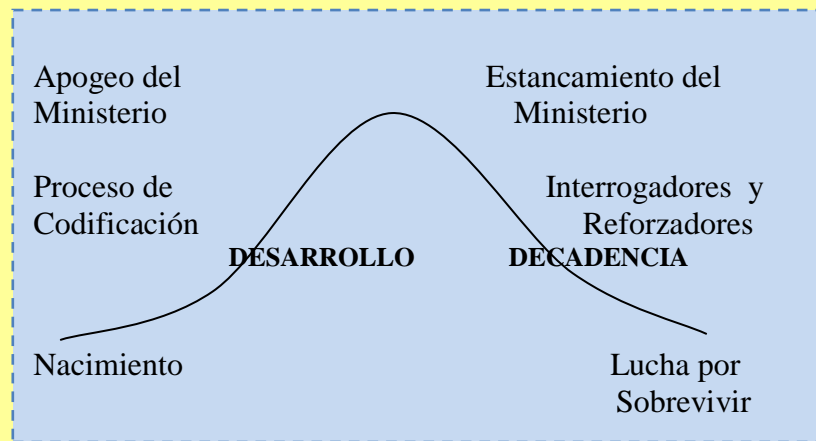 Apogeo del
Ministerio
Estancamiento del
Ministerio
Proceso de
Codificación
Interrogadores y
Reforzadores
DESARROLLO
DECADENCIA
Nacimiento
Lucha por
Sobrevivir